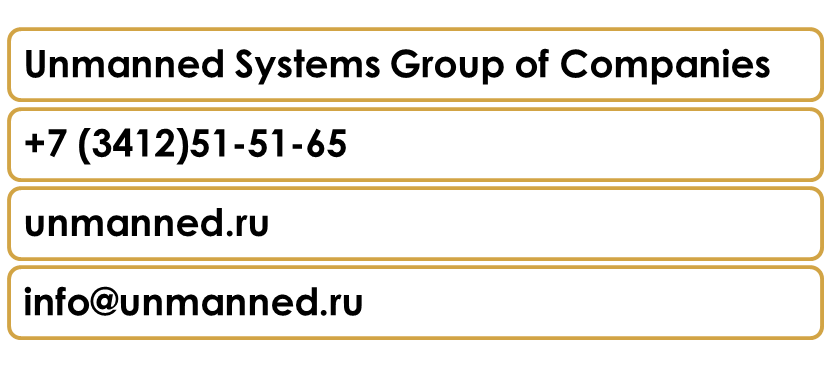 Unmanned Systems Group of Companies
+7 (3412)51-51-65
unmanned.ru
info@unmanned.ru